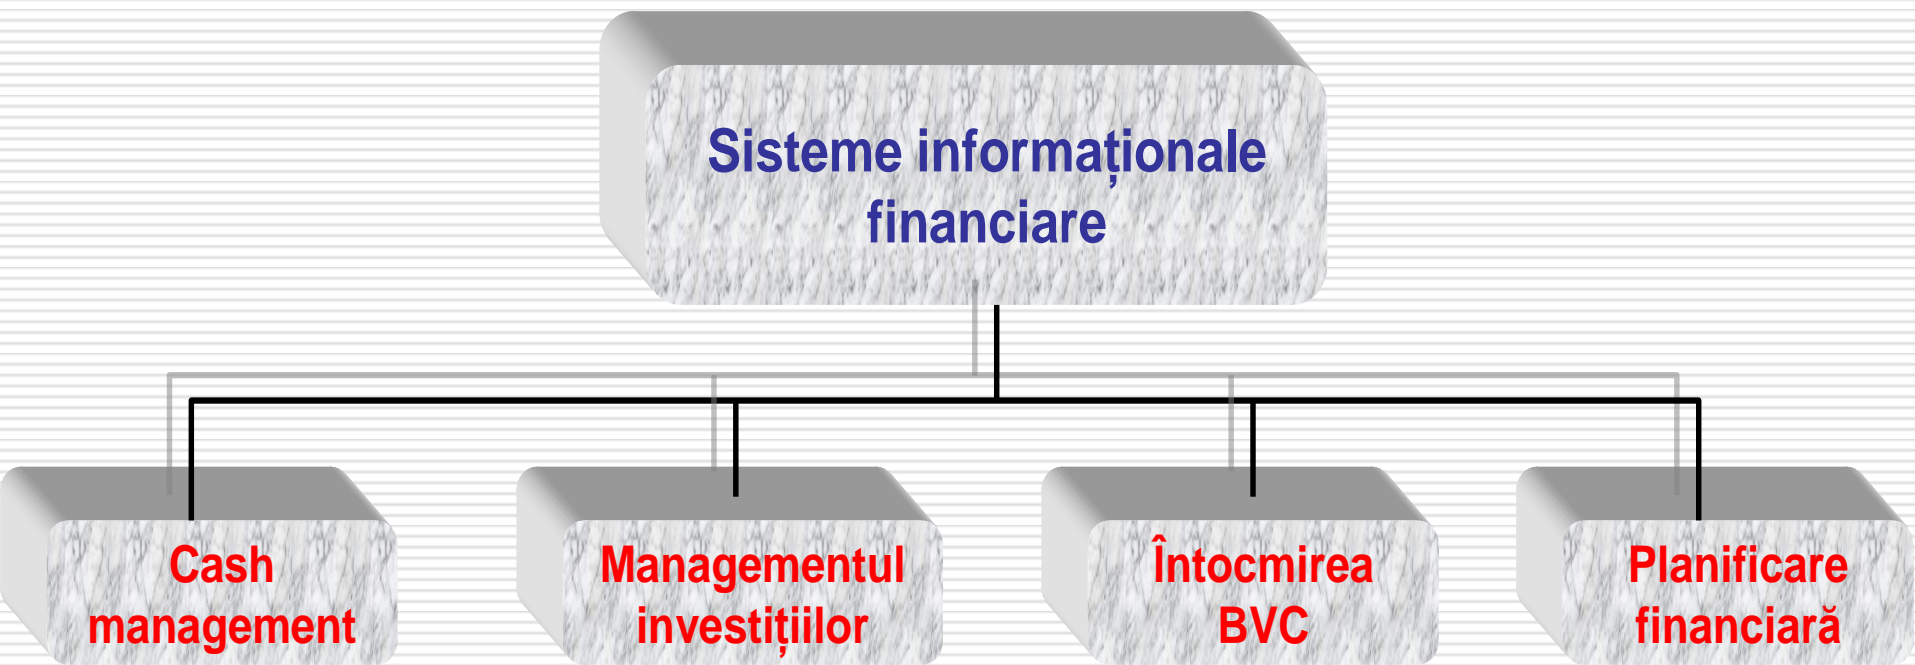 Sisteme informaționale
financiare
Cash
management
Managementul
investițiilor
Întocmirea
BVC
Planificare
financiară